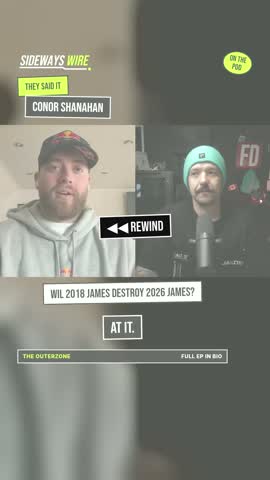 SIDEWAYS WIRE.
ON THE
POD
THEY SAID IT
CONOR SHANAHAN
FD
REWIND
WIL 2018 JAMES DESTROY 2026 JAMES?
AT IT.
THE OUTERZONE
FULL EP IN BIO